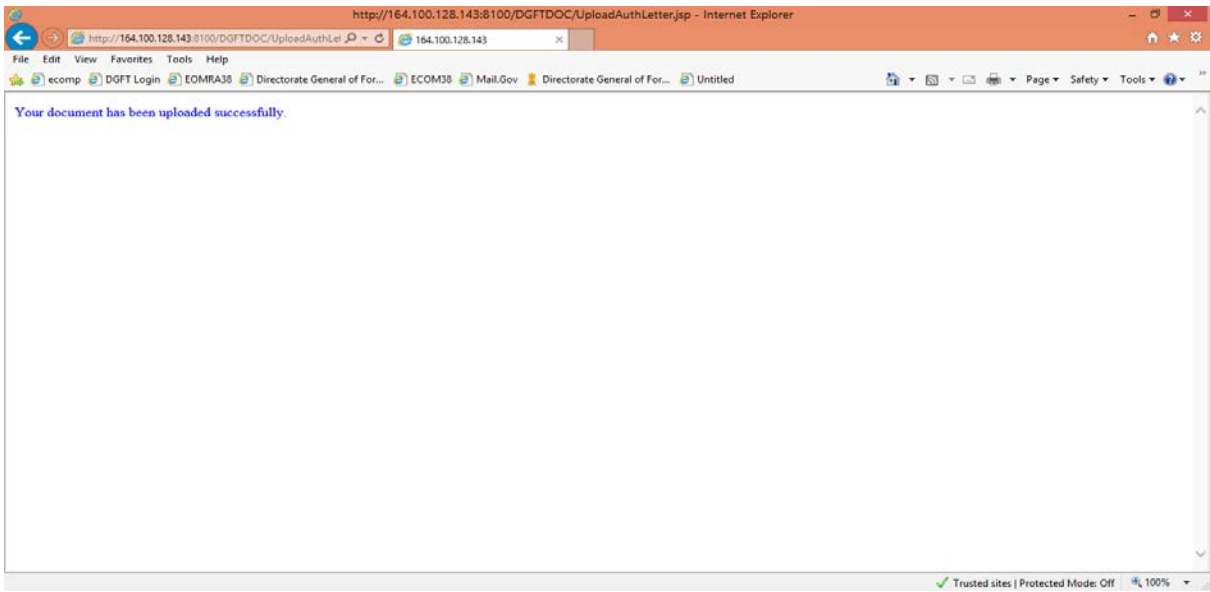 http://164.100.128.143:8100/DGFTDOC/UploadAuthLetter.jsp - Internet Explorer
http://164.100.128.143:8100/DGFTDOC/UploadAuthLet 164.100.128.143
File Edit View Favorites Tools Help
ecomp DGFT Login EOMRA38 Directorate General of For... ECOM38 Mail.Gov Directorate General of For... Untitled Page Safety Tools
Your document has been uploaded successfully.
Trusted sites | Protected Mode: Off 100%